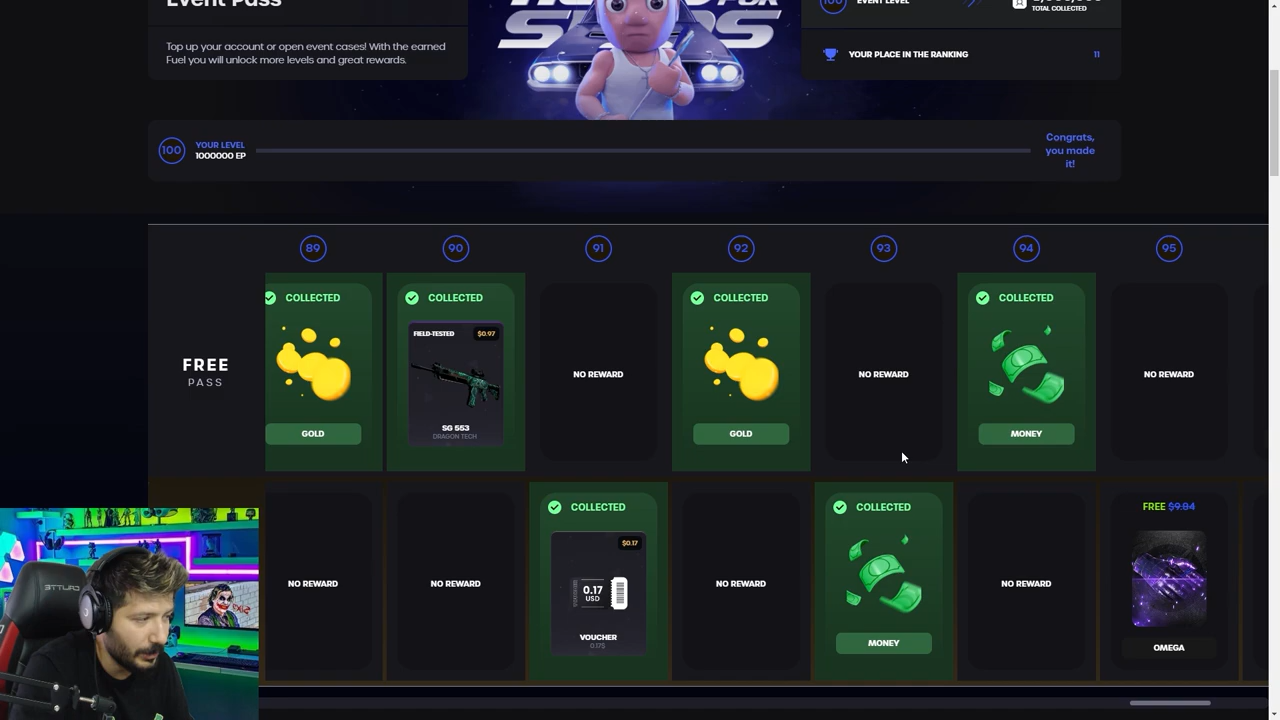 Event Pass
100
EVENT LEVEL
TOTAL COLLECTED
Top up your account or open event cases! With the earned
Fuel you will unlock more levels and great rewards.
YOUR PLACE IN THE RANKING
11
100
YOUR LEVEL
1000000 EP
Congrats,
you made
it!
89
90
91
92
93
94
95
COLLECTED
COLLECTED
COLLECTED
COLLECTED
FIELD-TESTED
$0.97
FREE
PASS
NO REWARD
NO REWARD
NO REWARD
SG 553
DRAGON TECH
GOLD
GOLD
MONEY
COLLECTED
COLLECTED
FREE $9.84
$0.17
NO REWARD
NO REWARD
0.17
USD
NO REWARD
NO REWARD
VOUCHER
0.17$
MONEY
OMEGA